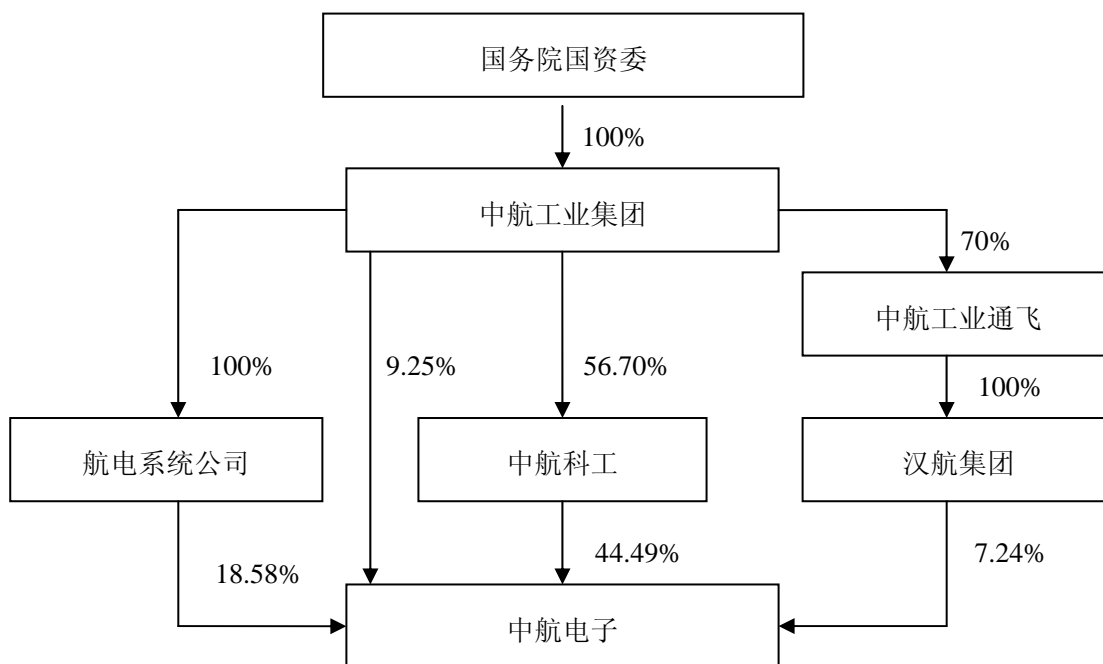 国务院国资委
100%
中航工业集团
70%
中航工业通飞
100%
9.25%
56.70%
100%
航电系统公司
中航科工
汉航集团
18.58%
44.49%
7.24%
中航电子